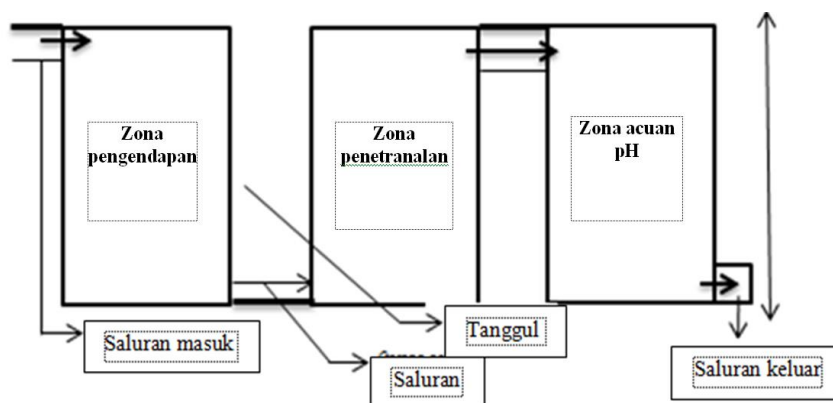 Zona
pengendapan
Zona
penetranalan
Zona acuan
pH
Saluran masuk
Saluran
Tanggul
Saluran keluar